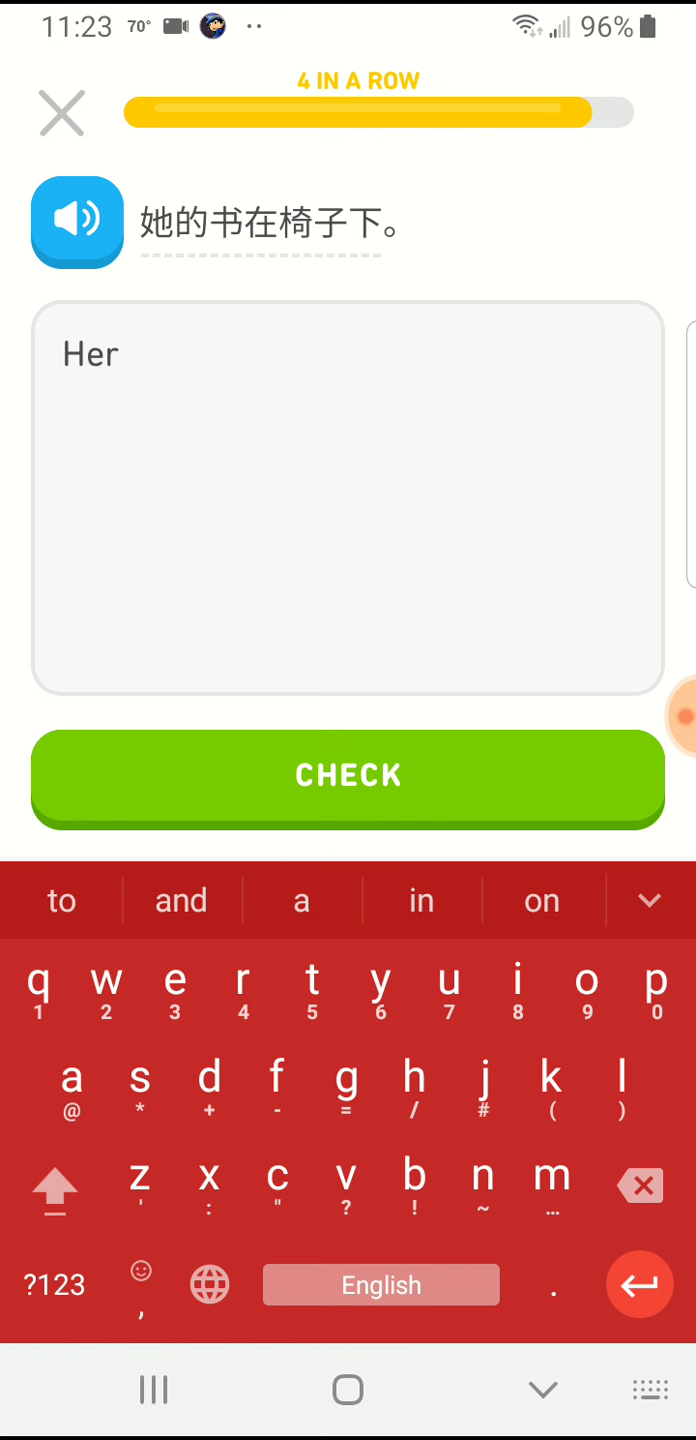 11:23 70° 96%
4 IN A ROW
她的书在椅子下。
Her
CHECK
to and a in on
q w e r t y u i o p
1 2 3 4 5 6 7 8 9 0
a s d f g h j k l
@ * + - = / # ( )
z x c v b n m
' : " ? ! ~ …
?123 , English .